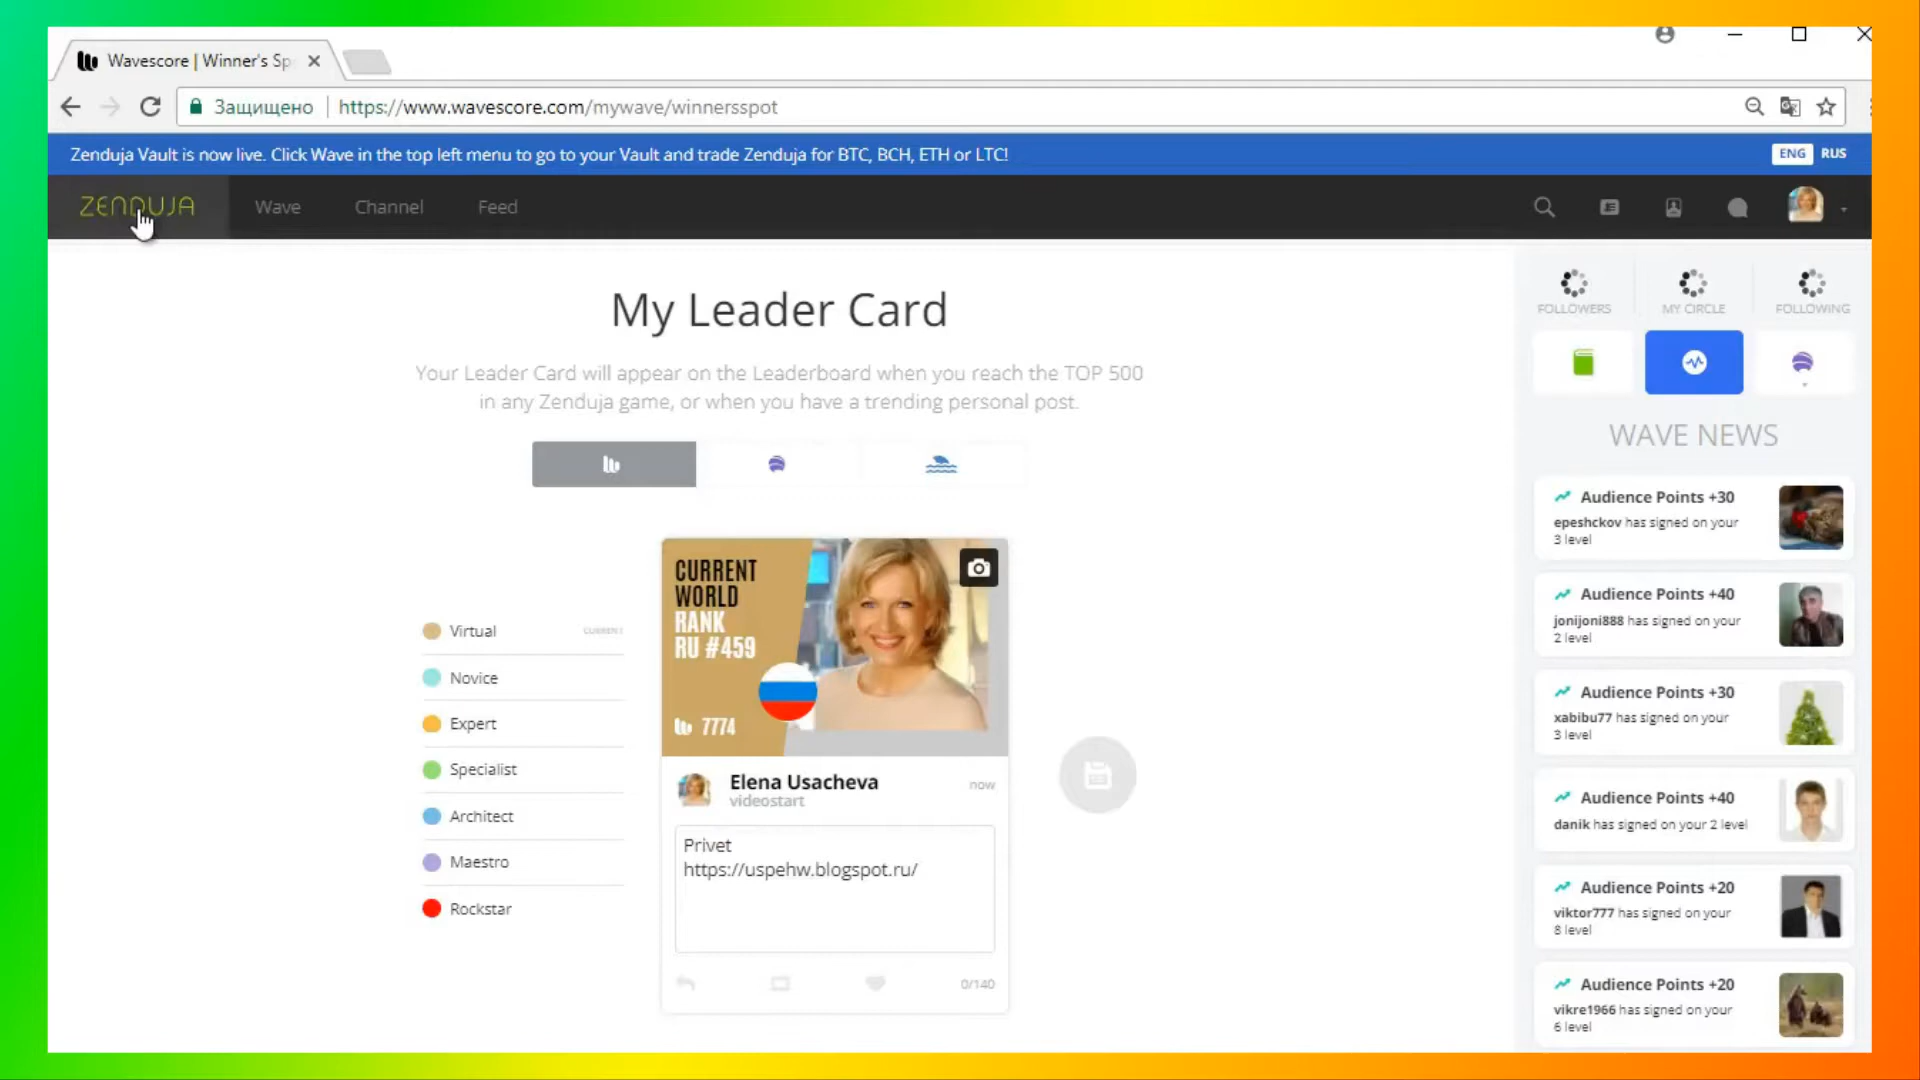 Wavescore | Winner's Sp
Защищено
https://www.wavescore.com/mywave/winnersspot
Zenduja Vault is now live. Click Wave in the top left menu to go to your Vault and trade Zenduja for BTC, BCH, ETH or LTC!
ENG
RUS
ZENDUJA
Wave
Channel
Feed
My Leader Card
Your Leader Card will appear on the Leaderboard when you reach the TOP 500
in any Zenduja game, or when you have a trending personal post.
Virtual
CURRENT
Novice
Expert
Specialist
Architect
Maestro
Rockstar
CURRENT
WORLD
RANK
RU #459
7774
Elena Usacheva
now
videostart
Privet
https://uspehw.blogspot.ru/
0/140
FOLLOWERS
MY CIRCLE
FOLLOWING
WAVE NEWS
Audience Points +30
epeshckov has signed on your
3 level
Audience Points +40
jonijoni888 has signed on your
2 level
Audience Points +30
xabibu77 has signed on your
3 level
Audience Points +40
danik has signed on your 2 level
Audience Points +20
viktor777 has signed on your
8 level
Audience Points +20
vikre1966 has signed on your
6 level